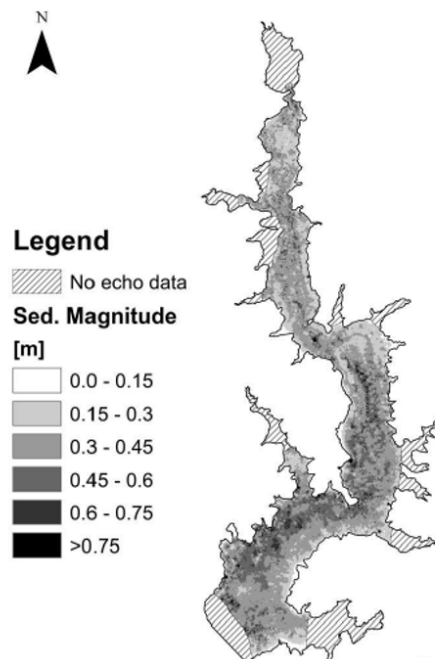 N
Legend
No echo data
Sed. Magnitude
[m]
0.0 - 0.15
0.15 - 0.3
0.3 - 0.45
0.45 - 0.6
0.6 - 0.75
>0.75